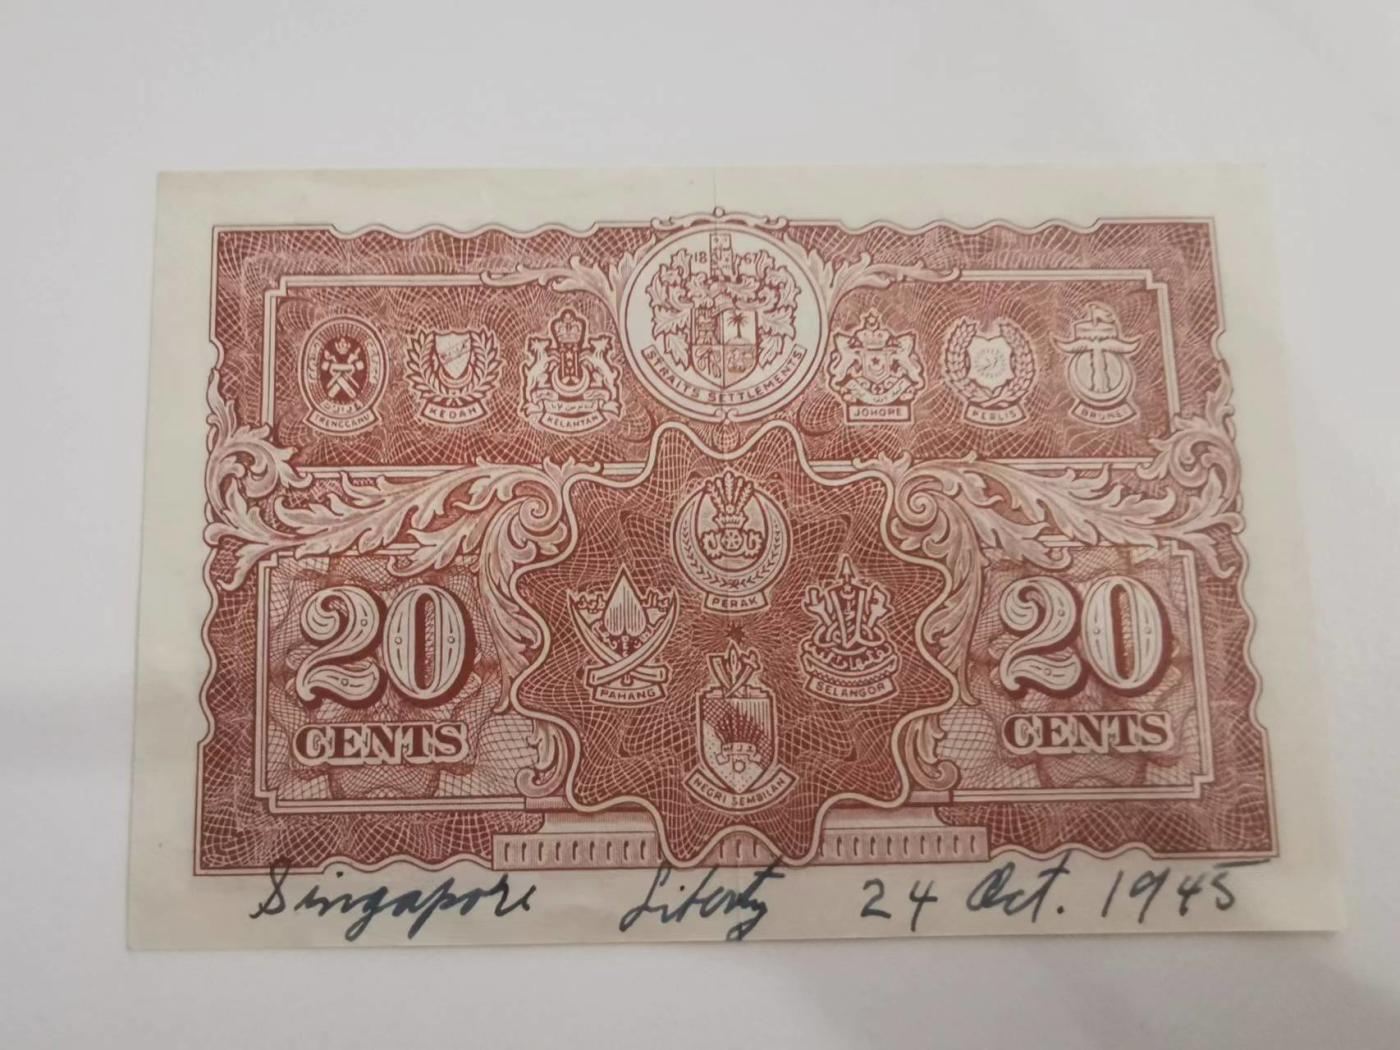 1867
STRAITS SETTLEMENTS
KEDAH
KELANTAN
JOHORE
PERLIS
BRUNEI
PERAK
PAHANG
SELANGOR
NEGRI SEMBILAN
20
CENTS
20
CENTS
Singapore Liberty 24 Oct. 1945